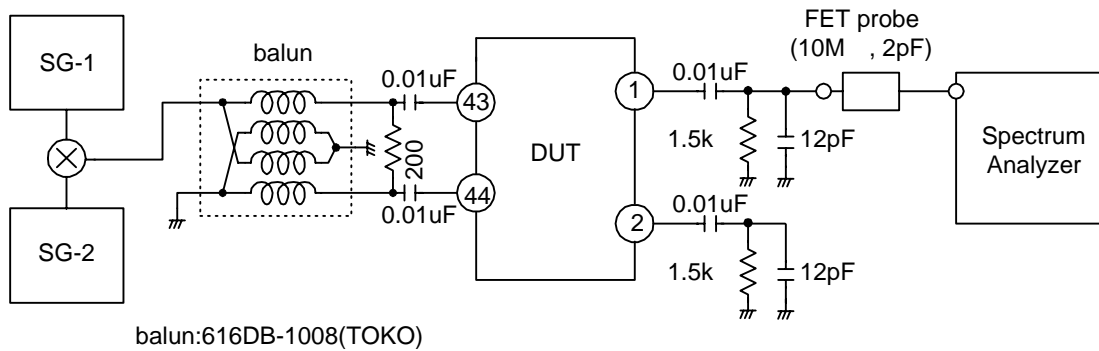 FET probe
(10M , 2pF)
SG-1
balun
0.01uF
0.01uF
43
1
1.5k
12pF
200
DUT
Spectrum
Analyzer
44
0.01uF
0.01uF
2
SG-2
1.5k
12pF
balun:616DB-1008(TOKO)